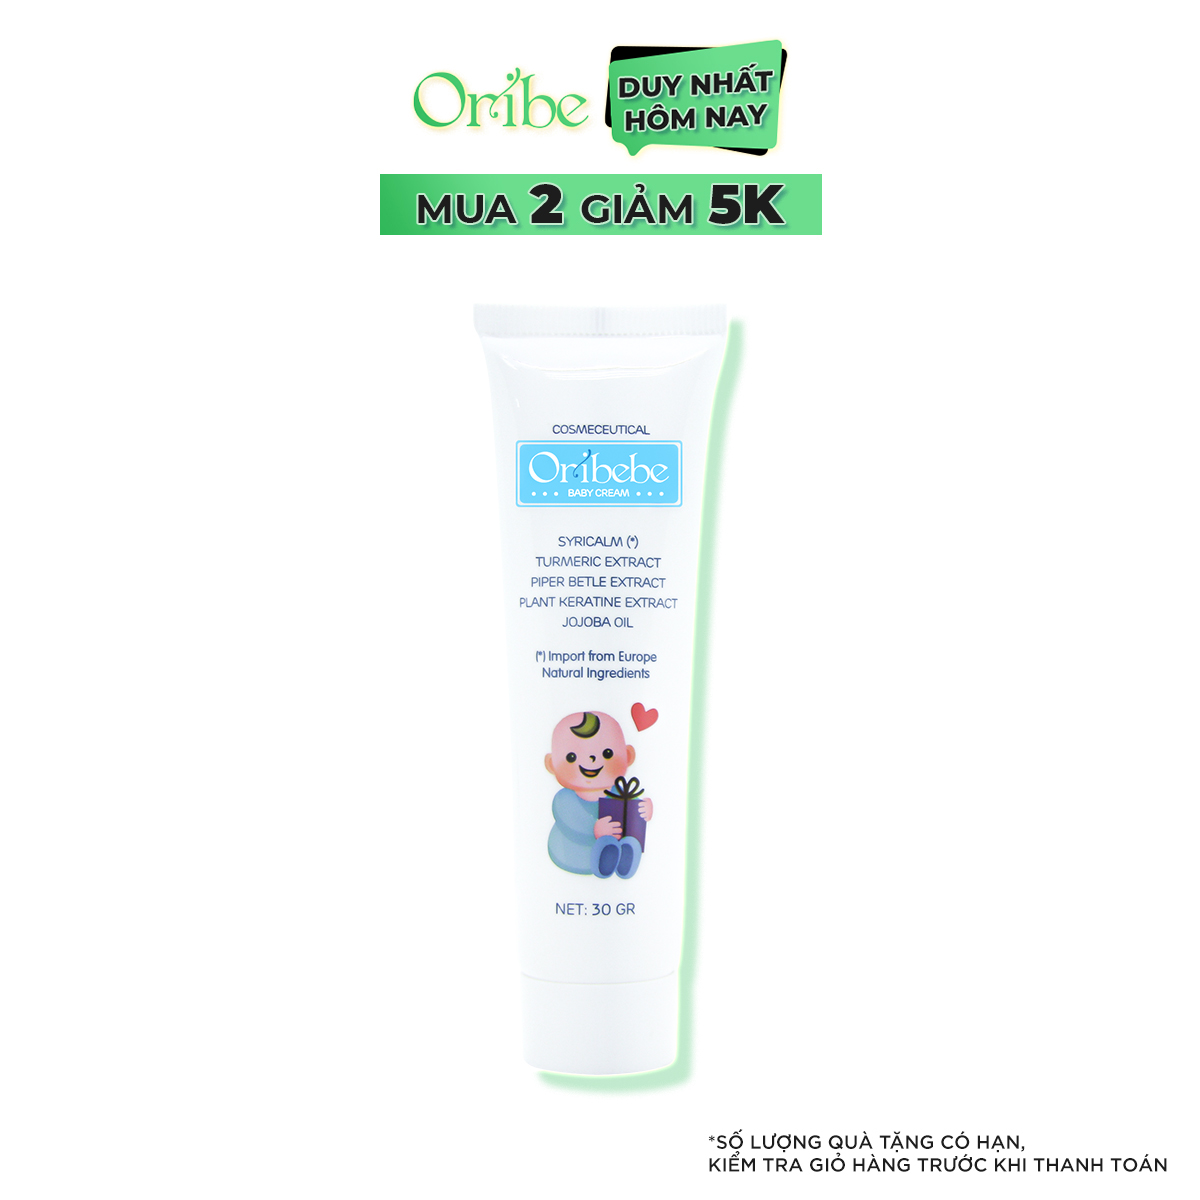 Oribe
DUY NHẤT
HÔM NAY
MUA 2 GIẢM 5K
COSMECEUTICAL
Oribebe
BABY CREAM
SYRICALM (*)
TURMERIC EXTRACT
PIPER BETLE EXTRACT
PLANT KERATINE EXTRACT
JOJOBA OIL
(*) Import from Europe
Natural Ingredients
NET: 30 GR
*SỐ LƯỢNG QUÀ TẶNG CÓ HẠN,
KIỂM TRA GIỎ HÀNG TRƯỚC KHI THANH TOÁN